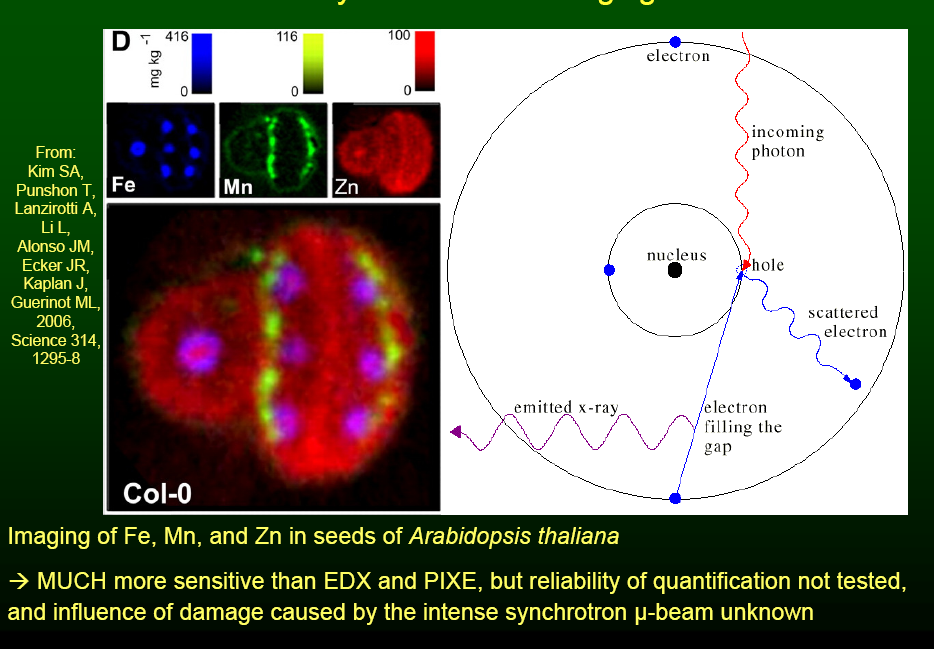 D
mg kg -1
416
0
116
0
100
0
Fe
Mn
Zn
Col-0
From:
Kim SA,
Punshon T,
Lanzirotti A,
Li L,
Alonso JM,
Ecker JR,
Kaplan J,
Guerinot ML,
2006,
Science 314,
1295-8
electron
incoming
photon
nucleus
hole
scattered
electron
emitted x-ray
electron
filling the
gap
Imaging of Fe, Mn, and Zn in seeds of Arabidopsis thaliana
→ MUCH more sensitive than EDX and PIXE, but reliability of quantification not tested,
and influence of damage caused by the intense synchrotron µ-beam unknown